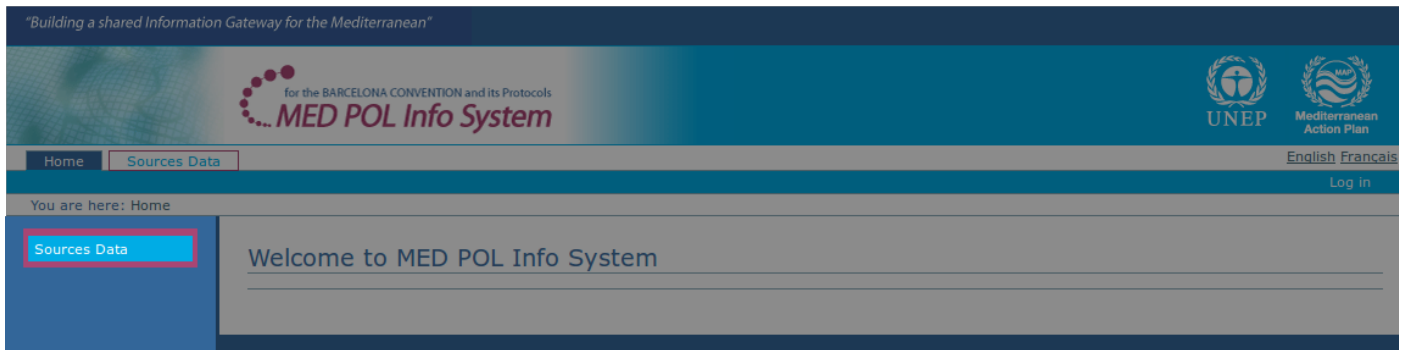 "Building a shared Information Gateway for the Mediterranean"
for the BARCELONA CONVENTION and its Protocols
MED POL Info System
UNEP
MAP
Mediterranean
Action Plan
Home Sources Data
English Francais
Log in
You are here: Home
Sources Data
Welcome to MED POL Info System